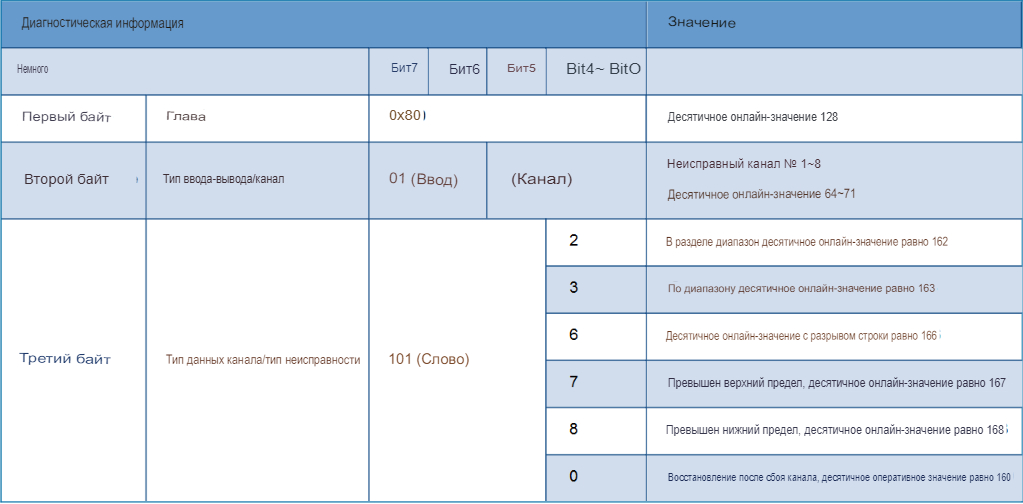 Диагностическая информация Значение
Немного Бит7 Бит6 Бит5 Bit4~ BitO
Первый байт Глава 0x80) Десятичное онлайн-значение 128
Второй байт Тип ввода-вывода/канал 01 (Ввод) (Канал) Неисправный канал № 1~8
Десятичное онлайн-значение 64~71
2 В разделе диапазон десятичное онлайн-значение равно 162
3 По диапазону десятичное онлайн-значение равно 163
6 Десятичное онлайн-значение с разрывом строки равно 166
Третий байт Тип данных канала/тип неисправности 101 (Слово)
7 Превышен верхний предел, десятичное онлайн-значение равно 167
8 Превышен нижний предел, десятичное онлайн-значение равно 168
0 Восстановление после сбоя канала, десятичное оперативное значение равно 160